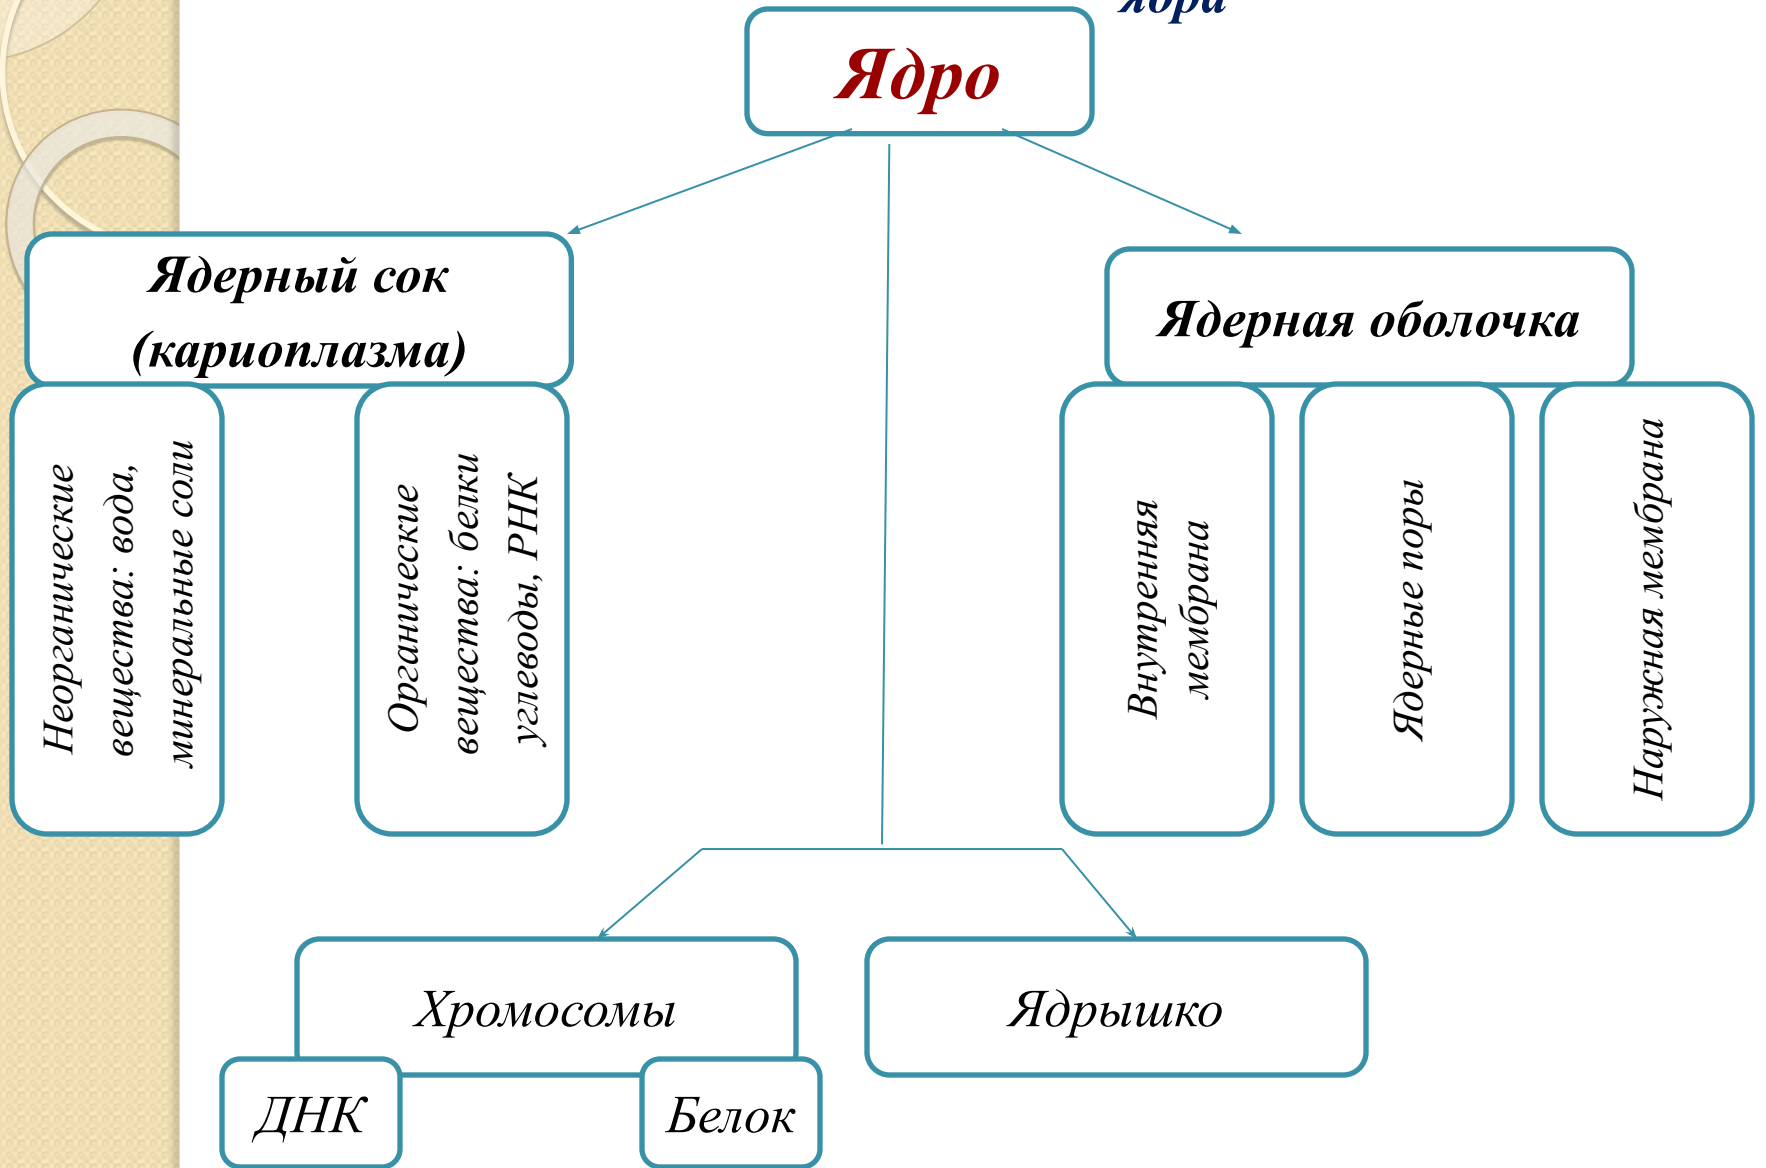 ядра
Ядро
Ядерный сок
(кариоплазма)
Ядерная оболочка
Неорганические
вещества: вода,
минеральные соли
Органические
вещества: белки
углеводы, РНК
Внутренняя
мембрана
Ядерные поры
Наружная мембрана
Хромосомы
Ядрышко
ДНК
Белок